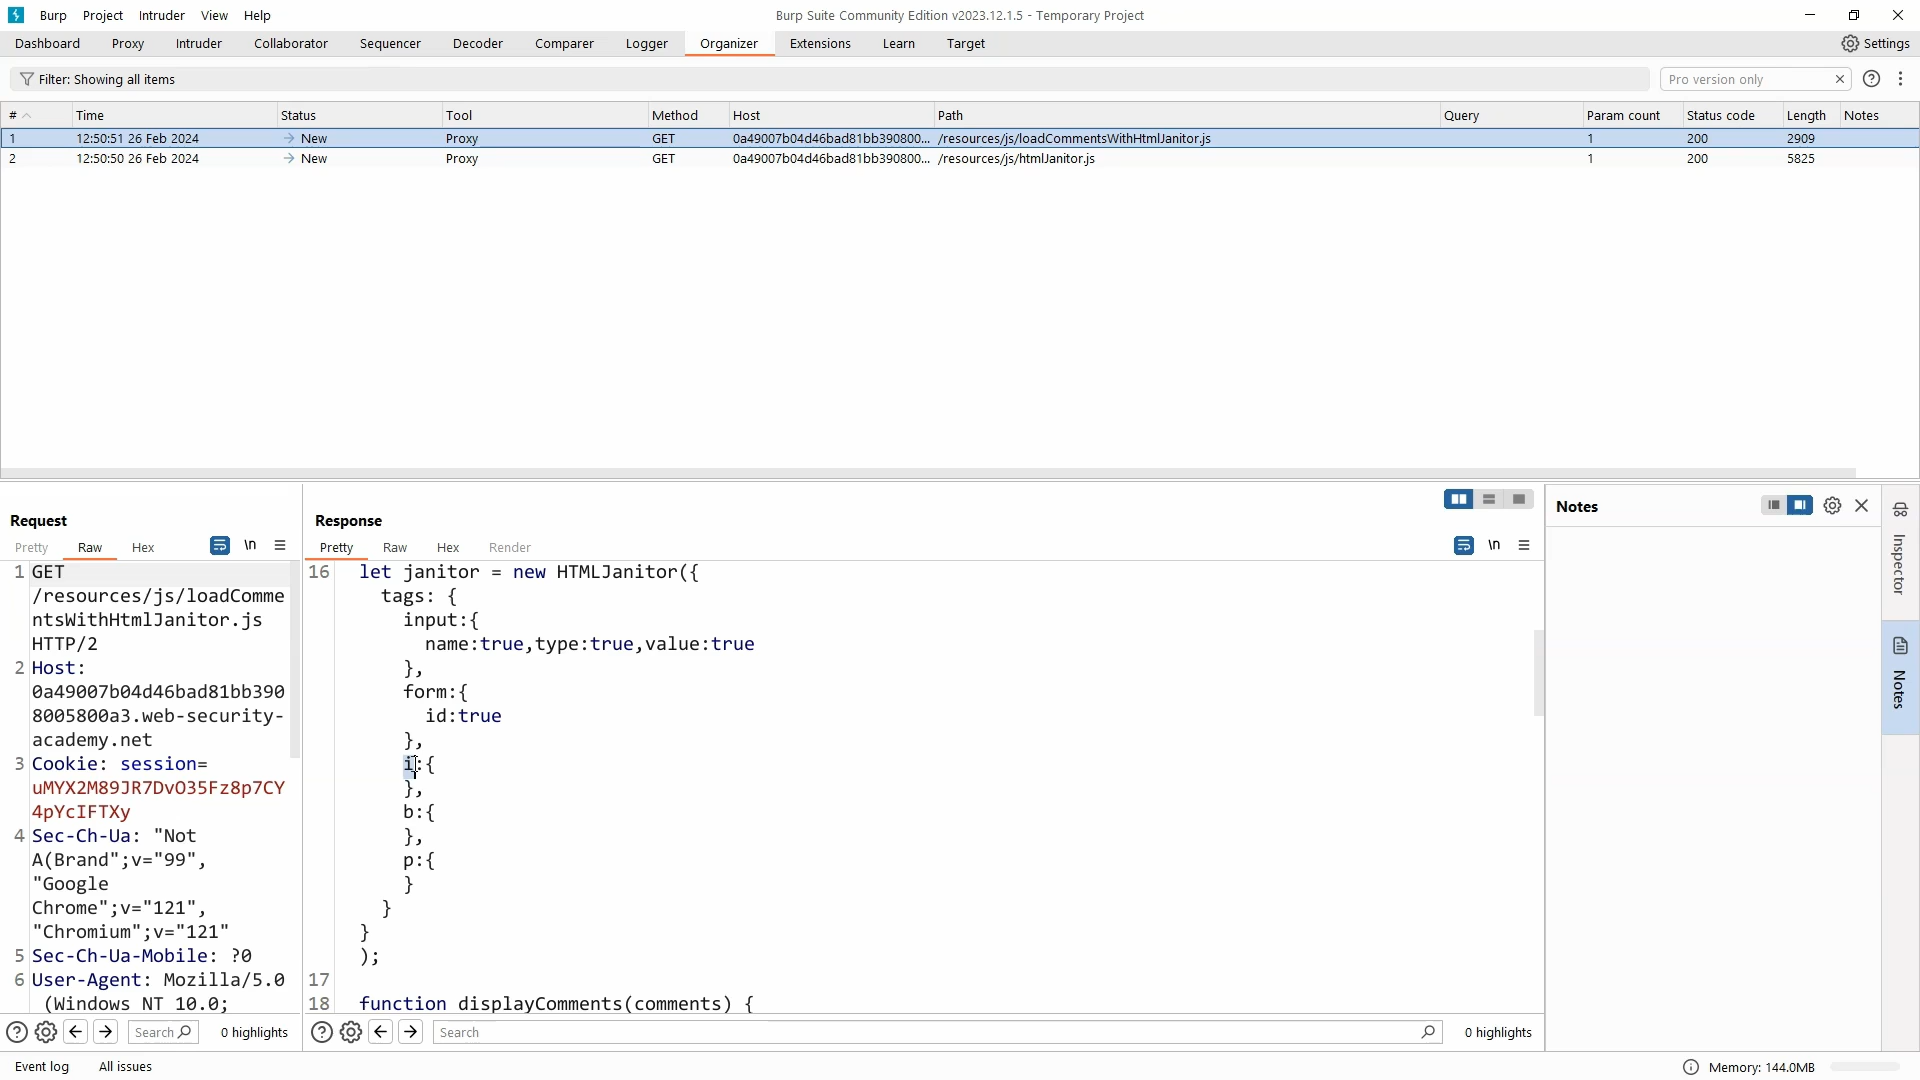 Burp Project Intruder View Help Burp Suite Community Edition v2023.12.1.5 - Temporary Project
Dashboard Proxy Intruder Collaborator Sequencer Decoder Comparer Logger Organizer Extensions Learn Target Settings
Filter: Showing all items Pro version only
# Time Status Tool Method Host Path Query Param count Status code Length Notes
1 12:50:51 26 Feb 2024 New Proxy GET 0a49007b04d46bad81bb390800... /resources/js/loadCommentsWithHtmlJanitor.js 1 200 2909
2 12:50:50 26 Feb 2024 New Proxy GET 0a49007b04d46bad81bb390800... /resources/js/htmlJanitor.js 1 200 5825
Request
Pretty Raw Hex \n
1 GET
/resources/js/loadComme
ntsWithHtmlJanitor.js
HTTP/2
2 Host:
0a49007b04d46bad81bb390
8005800a3.web-security-
academy.net
3 Cookie: session=
uMYX2M89JR7DvO35Fz8p7CY
4pYcIFTXy
4 Sec-Ch-Ua: "Not
A(Brand";v="99",
"Google
Chrome";v="121",
"Chromium";v="121"
5 Sec-Ch-Ua-Mobile: ?0
6 User-Agent: Mozilla/5.0
(Windows NT 10.0;
Search 0 highlights
Response
Pretty Raw Hex Render \n
16 let janitor = new HTMLJanitor({
tags: {
input:{
name:true,type:true,value:true
},
form:{
id:true
},
i:{
},
b:{
},
p:{
}
}
}
);
17
18 function displayComments(comments) {
Search 0 highlights
Notes
Inspector
Notes
Event log All issues Memory: 144.0MB